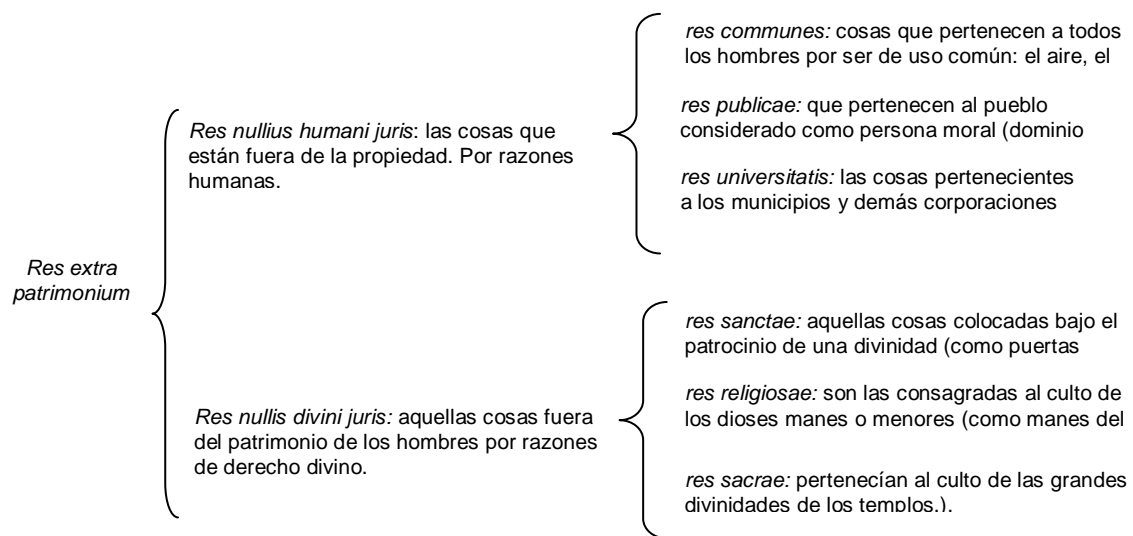 Res extra
patrimonium
Res nullius humani juris: las cosas que
están fuera de la propiedad. Por razones
humanas.
res communes: cosas que pertenecen a todos
los hombres por ser de uso común: el aire, el
res publicae: que pertenecen al pueblo
considerado como persona moral (dominio
res universitatis: las cosas pertenecientes
a los municipios y demás corporaciones
Res nullis divini juris: aquellas cosas fuera
del patrimonio de los hombres por razones
de derecho divino.
res sanctae: aquellas cosas colocadas bajo el
patrocinio de una divinidad (como puertas
res religiosae: son las consagradas al culto de
los dioses manes o menores (como manes del
res sacrae: pertenecían al culto de las grandes
divinidades de los templos.).